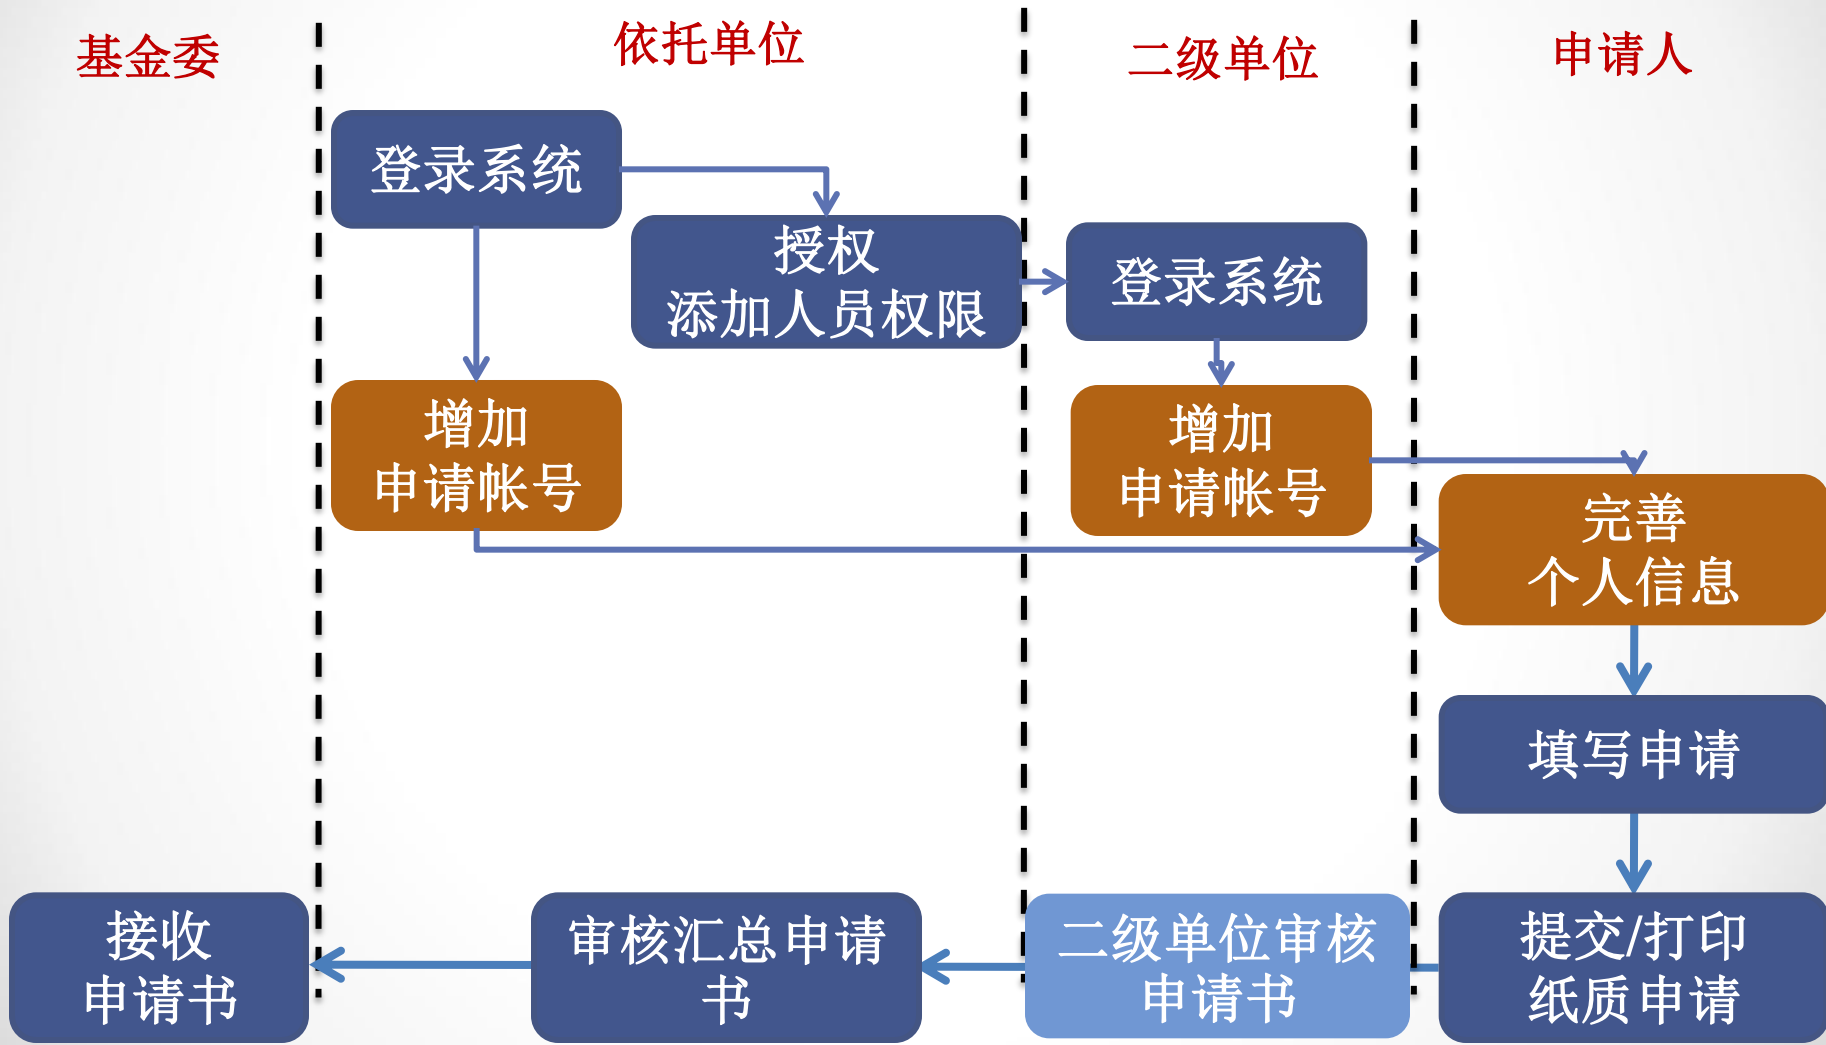 基金委
依托单位
二级单位
申请人
登录系统
授权
添加人员权限
登录系统
增加
申请帐号
增加
申请帐号
完善
个人信息
填写申请
接收
申请书
审核汇总申请
书
二级单位审核
申请书
提交/打印
纸质申请